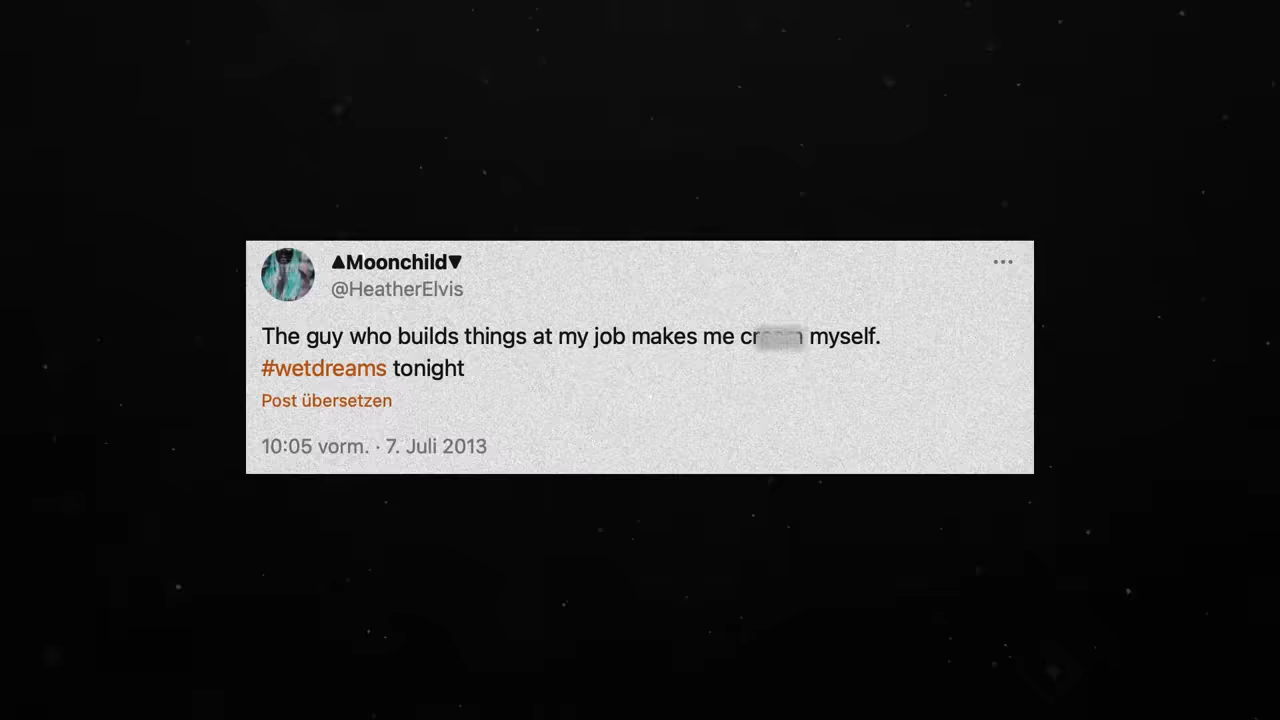 ▲Moonchild▼
@HeatherElvis
The guy who builds things at my job makes me myself.
#wetdreams tonight
Post übersetzen
10:05 vorm. · 7. Juli 2013